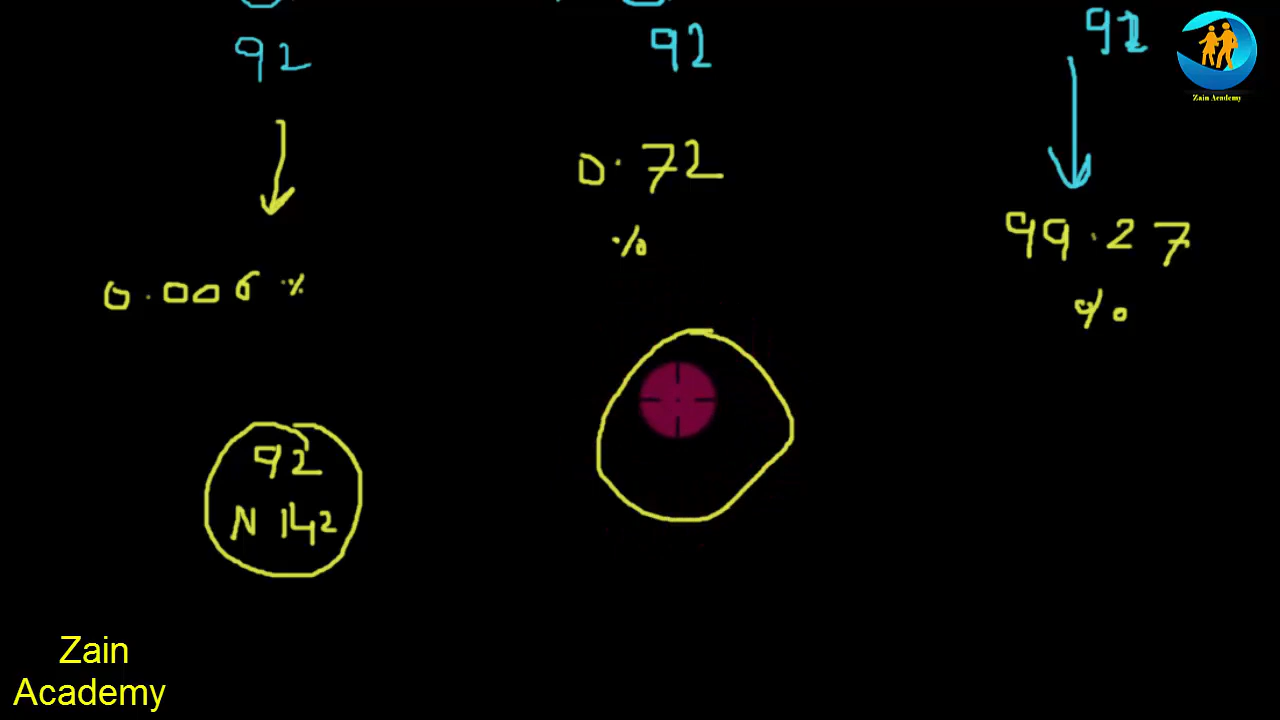 92 92 92
Zain Academy
0.72
%
99.27
%
0.006 %
92
N 142
Zain
Academy